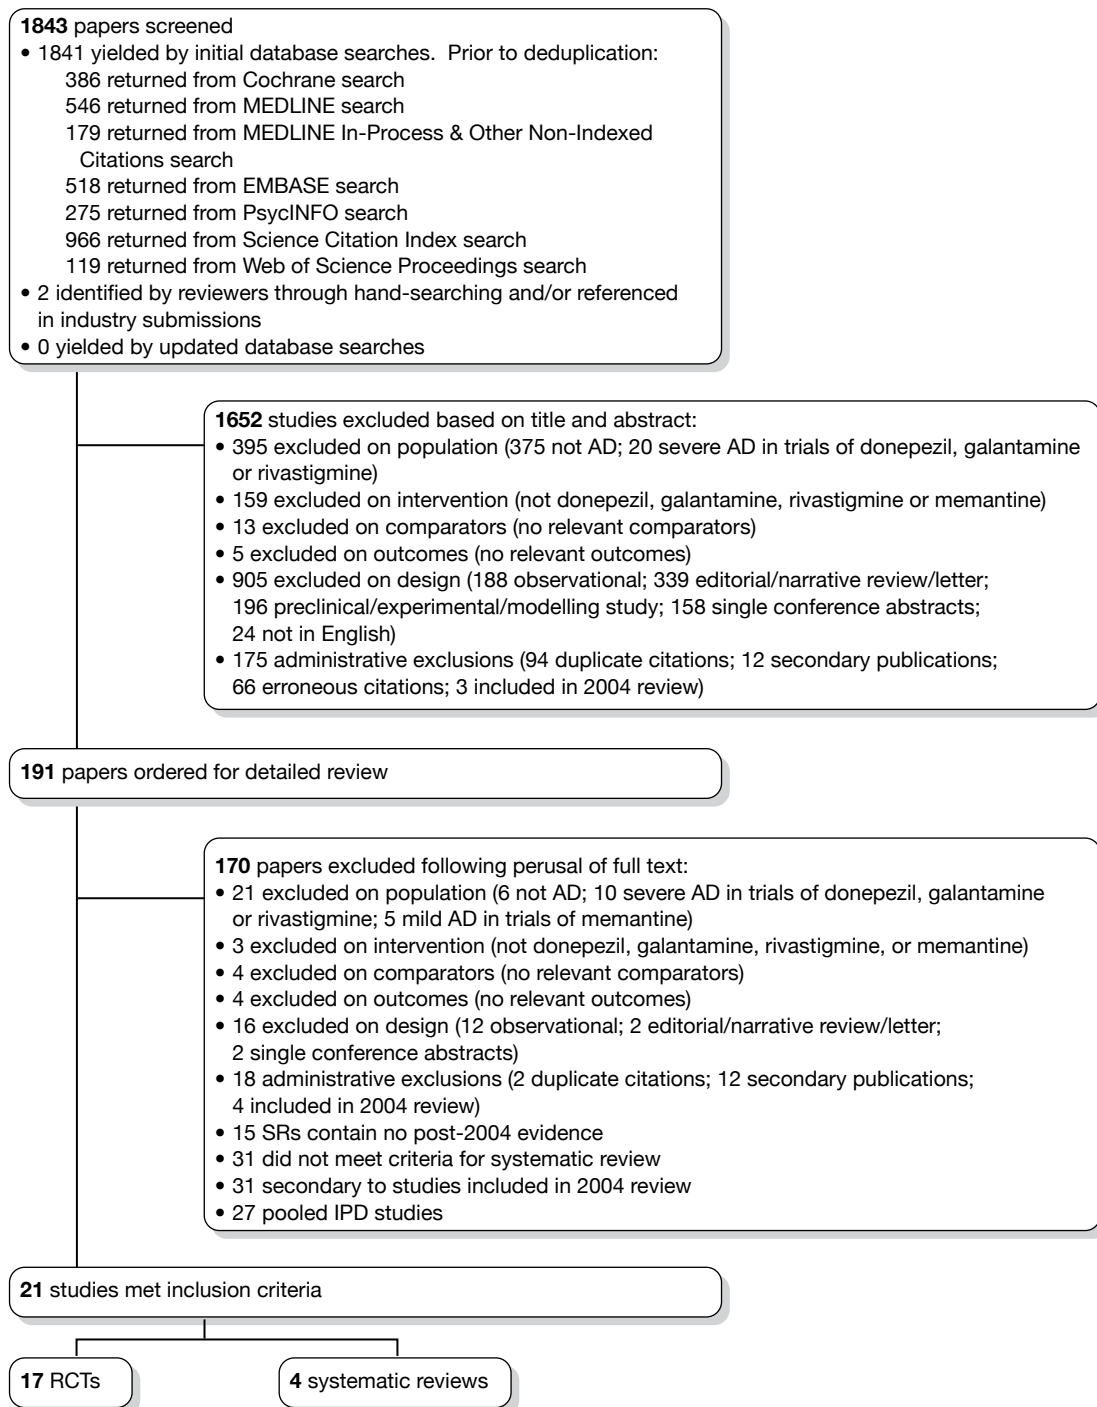 1843 papers screened
• 1841 yielded by initial database searches. Prior to deduplication:
386 returned from Cochrane search
546 returned from MEDLINE search
179 returned from MEDLINE In-Process & Other Non-Indexed
Citations search
518 returned from EMBASE search
275 returned from PsycINFO search
966 returned from Science Citation Index search
119 returned from Web of Science Proceedings search
• 2 identified by reviewers through hand-searching and/or referenced
in industry submissions
• 0 yielded by updated database searches
1652 studies excluded based on title and abstract:
• 395 excluded on population (375 not AD; 20 severe AD in trials of donepezil, galantamine
or rivastigmine)
• 159 excluded on intervention (not donepezil, galantamine, rivastigmine or memantine)
• 13 excluded on comparators (no relevant comparators)
• 5 excluded on outcomes (no relevant outcomes)
• 905 excluded on design (188 observational; 339 editorial/narrative review/letter;
196 preclinical/experimental/modelling study; 158 single conference abstracts;
24 not in English)
• 175 administrative exclusions (94 duplicate citations; 12 secondary publications;
66 erroneous citations; 3 included in 2004 review)
191 papers ordered for detailed review
170 papers excluded following perusal of full text:
• 21 excluded on population (6 not AD; 10 severe AD in trials of donepezil, galantamine
or rivastigmine; 5 mild AD in trials of memantine)
• 3 excluded on intervention (not donepezil, galantamine, rivastigmine, or memantine)
• 4 excluded on comparators (no relevant comparators)
• 4 excluded on outcomes (no relevant outcomes)
• 16 excluded on design (12 observational; 2 editorial/narrative review/letter;
2 single conference abstracts)
• 18 administrative exclusions (2 duplicate citations; 12 secondary publications;
4 included in 2004 review)
• 15 SRs contain no post-2004 evidence
• 31 did not meet criteria for systematic review
• 31 secondary to studies included in 2004 review
• 27 pooled IPD studies
21 studies met inclusion criteria
17 RCTs
4 systematic reviews